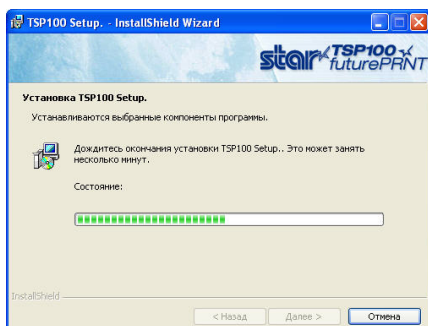 TSP100 Setup. - InstallShield Wizard
star TSP100
futurePRNT
Установка TSP100 Setup.
Устанавливаются выбранные компоненты программы.
Дождитесь окончания установки TSP100 Setup.. Это может занять
несколько минут.
Состояние:
InstallShield
< Назад
Далее >
Отмена